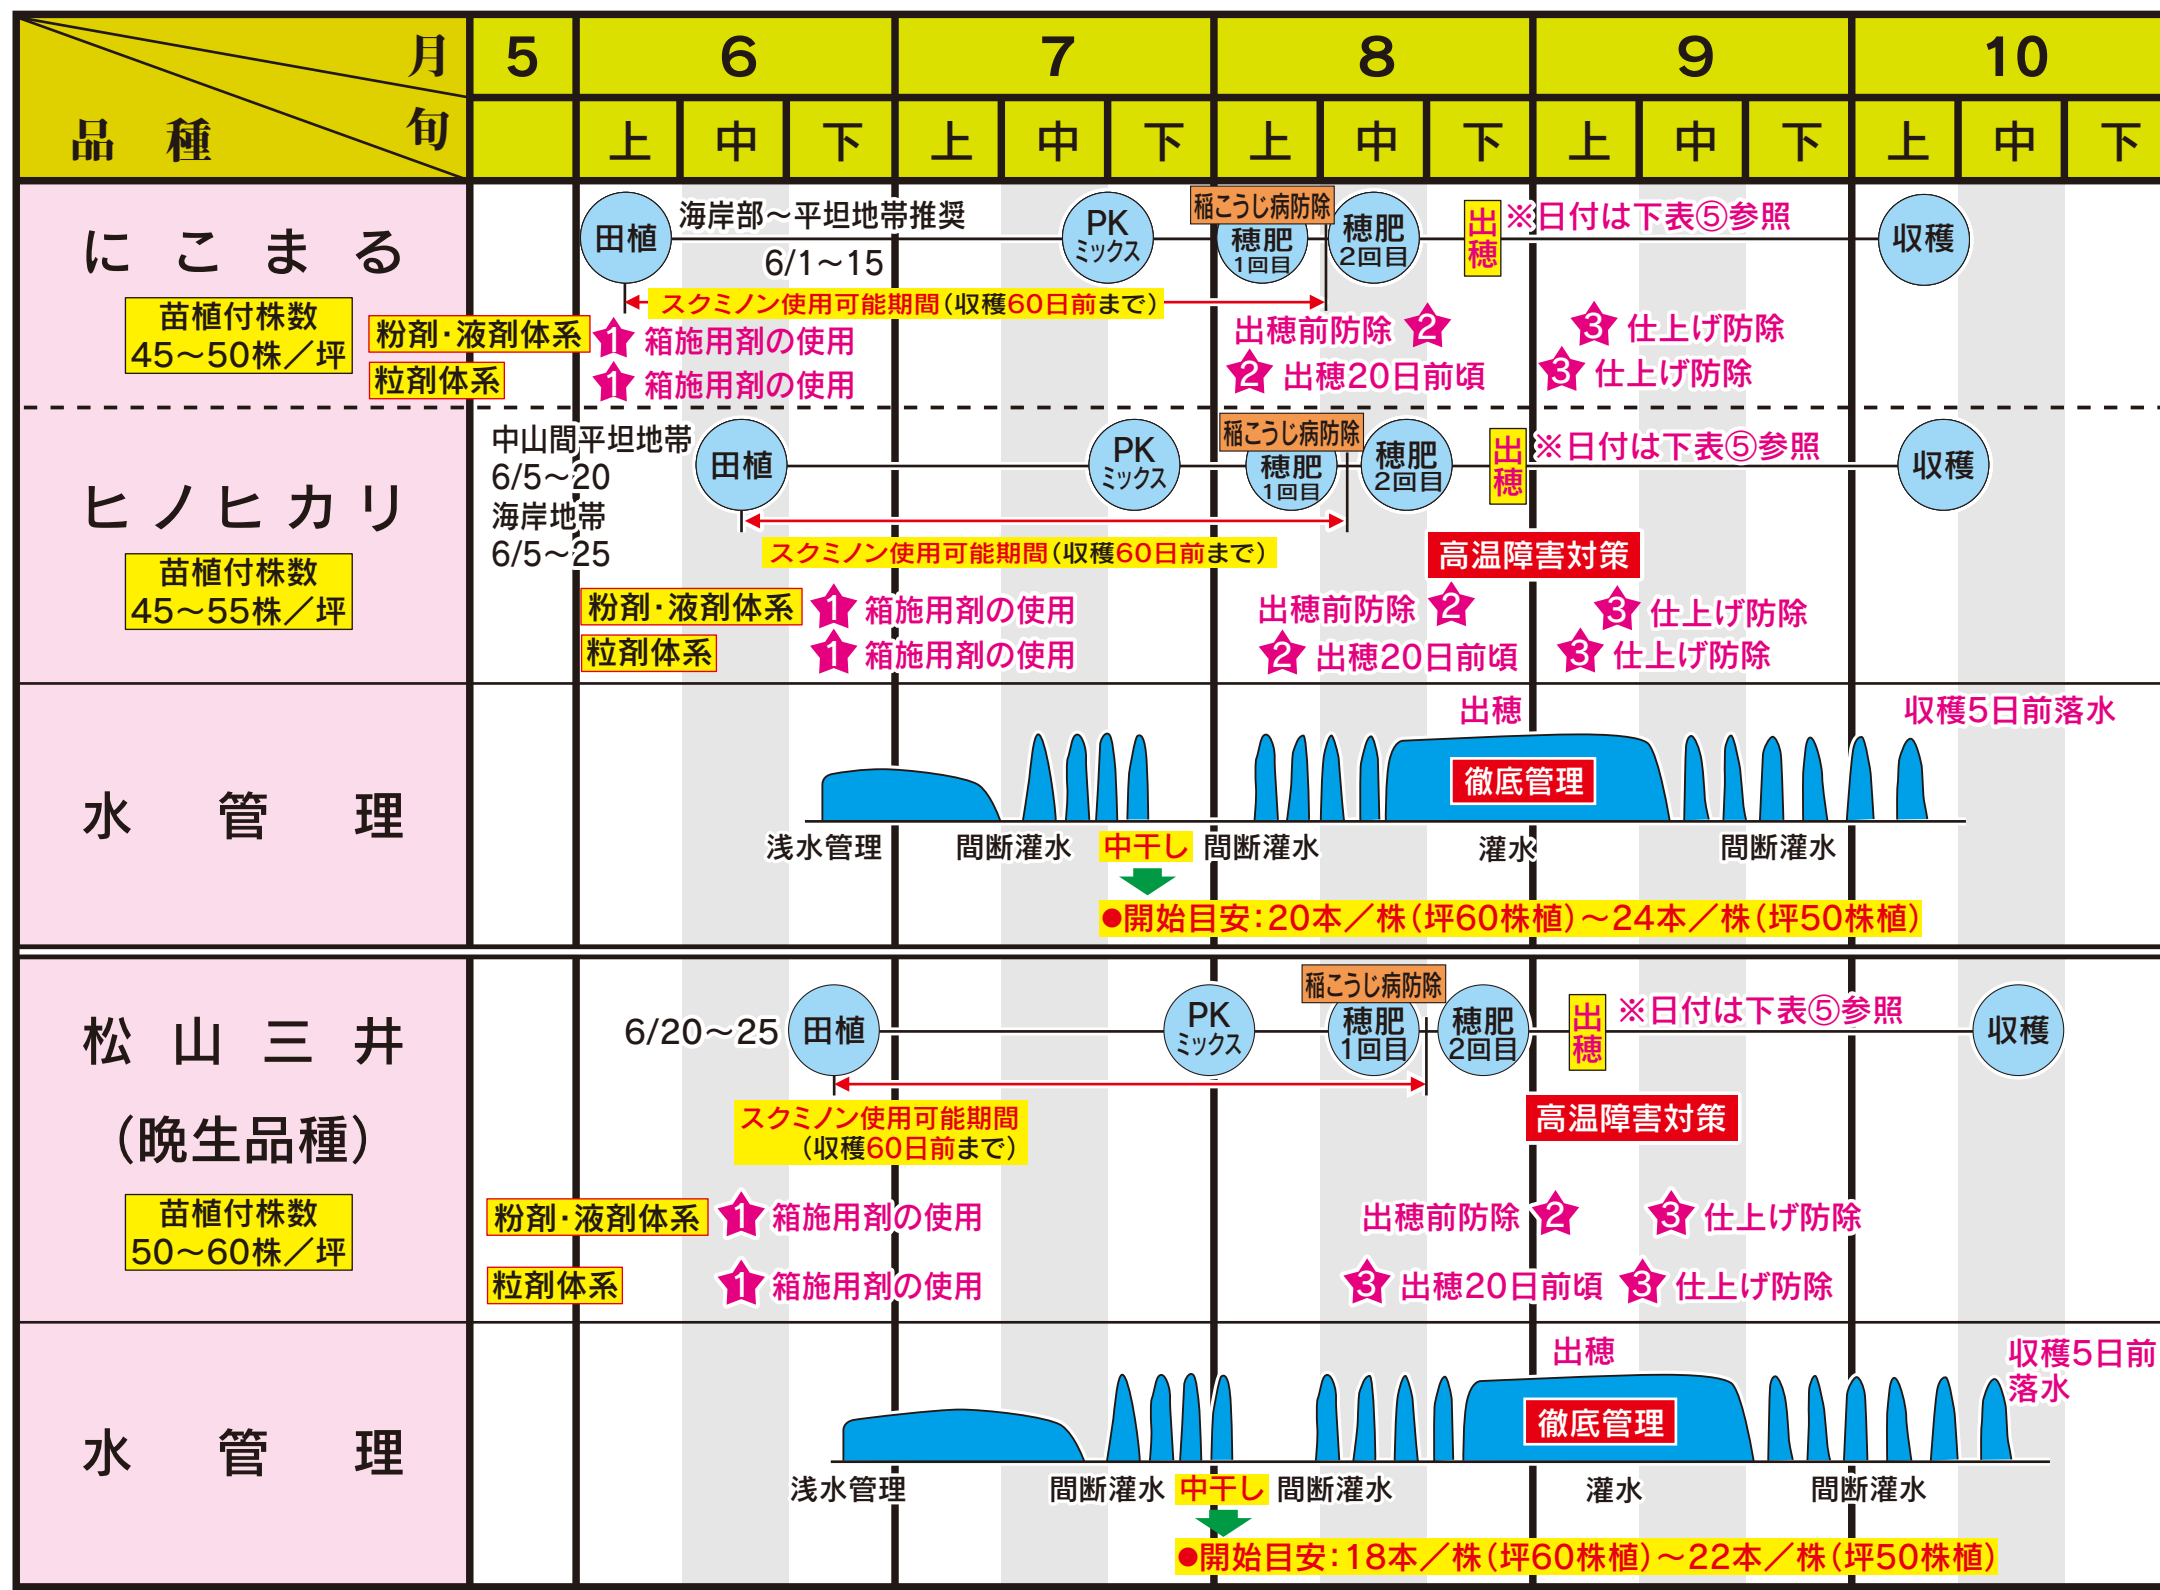 月 5 6 7 8 9 10
旬 上 中 下 上 中 下 上 中 下 上 中 下 上 中 下
品種
にこまる
苗植付株数
45～50株／坪
田植
海岸部～平坦地帯推奨
6/1～15
PK
ミックス
稲こうじ病防除
穂肥
1回目
穂肥
2回目
出穂
※日付は下表⑤参照
収穫
スクミノン使用可能期間(収穫60日前まで)
粉剤・液剤体系
1 箱施用剤の使用
出穂前防除 2
3 仕上げ防除
粒剤体系
1 箱施用剤の使用
2 出穂20日前頃
3 仕上げ防除
ヒノヒカリ
苗植付株数
45～55株／坪
中山間平坦地帯
6/5～20
海岸地帯
6/5～25
田植
PK
ミックス
稲こうじ病防除
穂肥
1回目
穂肥
2回目
出穂
※日付は下表⑤参照
収穫
スクミノン使用可能期間(収穫60日前まで)
高温障害対策
粉剤・液剤体系
1 箱施用剤の使用
出穂前防除 2
3 仕上げ防除
粒剤体系
1 箱施用剤の使用
2 出穂20日前頃
3 仕上げ防除
水管理
出穂
収穫5日前落水
徹底管理
浅水管理 間断灌水 中干し 間断灌水 灌水 間断灌水
●開始目安：20本／株(坪60株植)～24本／株(坪50株植)
松山三井
(晩生品種)
苗植付株数
50～60株／坪
6/20～25
田植
PK
ミックス
稲こうじ病防除
穂肥
1回目
穂肥
2回目
出穂
※日付は下表⑤参照
収穫
スクミノン使用可能期間
(収穫60日前まで)
高温障害対策
粉剤・液剤体系
1 箱施用剤の使用
出穂前防除 2
3 仕上げ防除
粒剤体系
1 箱施用剤の使用
3 出穂20日前頃
3 仕上げ防除
水管理
出穂
収穫5日前
落水
徹底管理
浅水管理 間断灌水 中干し 間断灌水 灌水 間断灌水
●開始目安：18本／株(坪60株植)～22本／株(坪50株植)